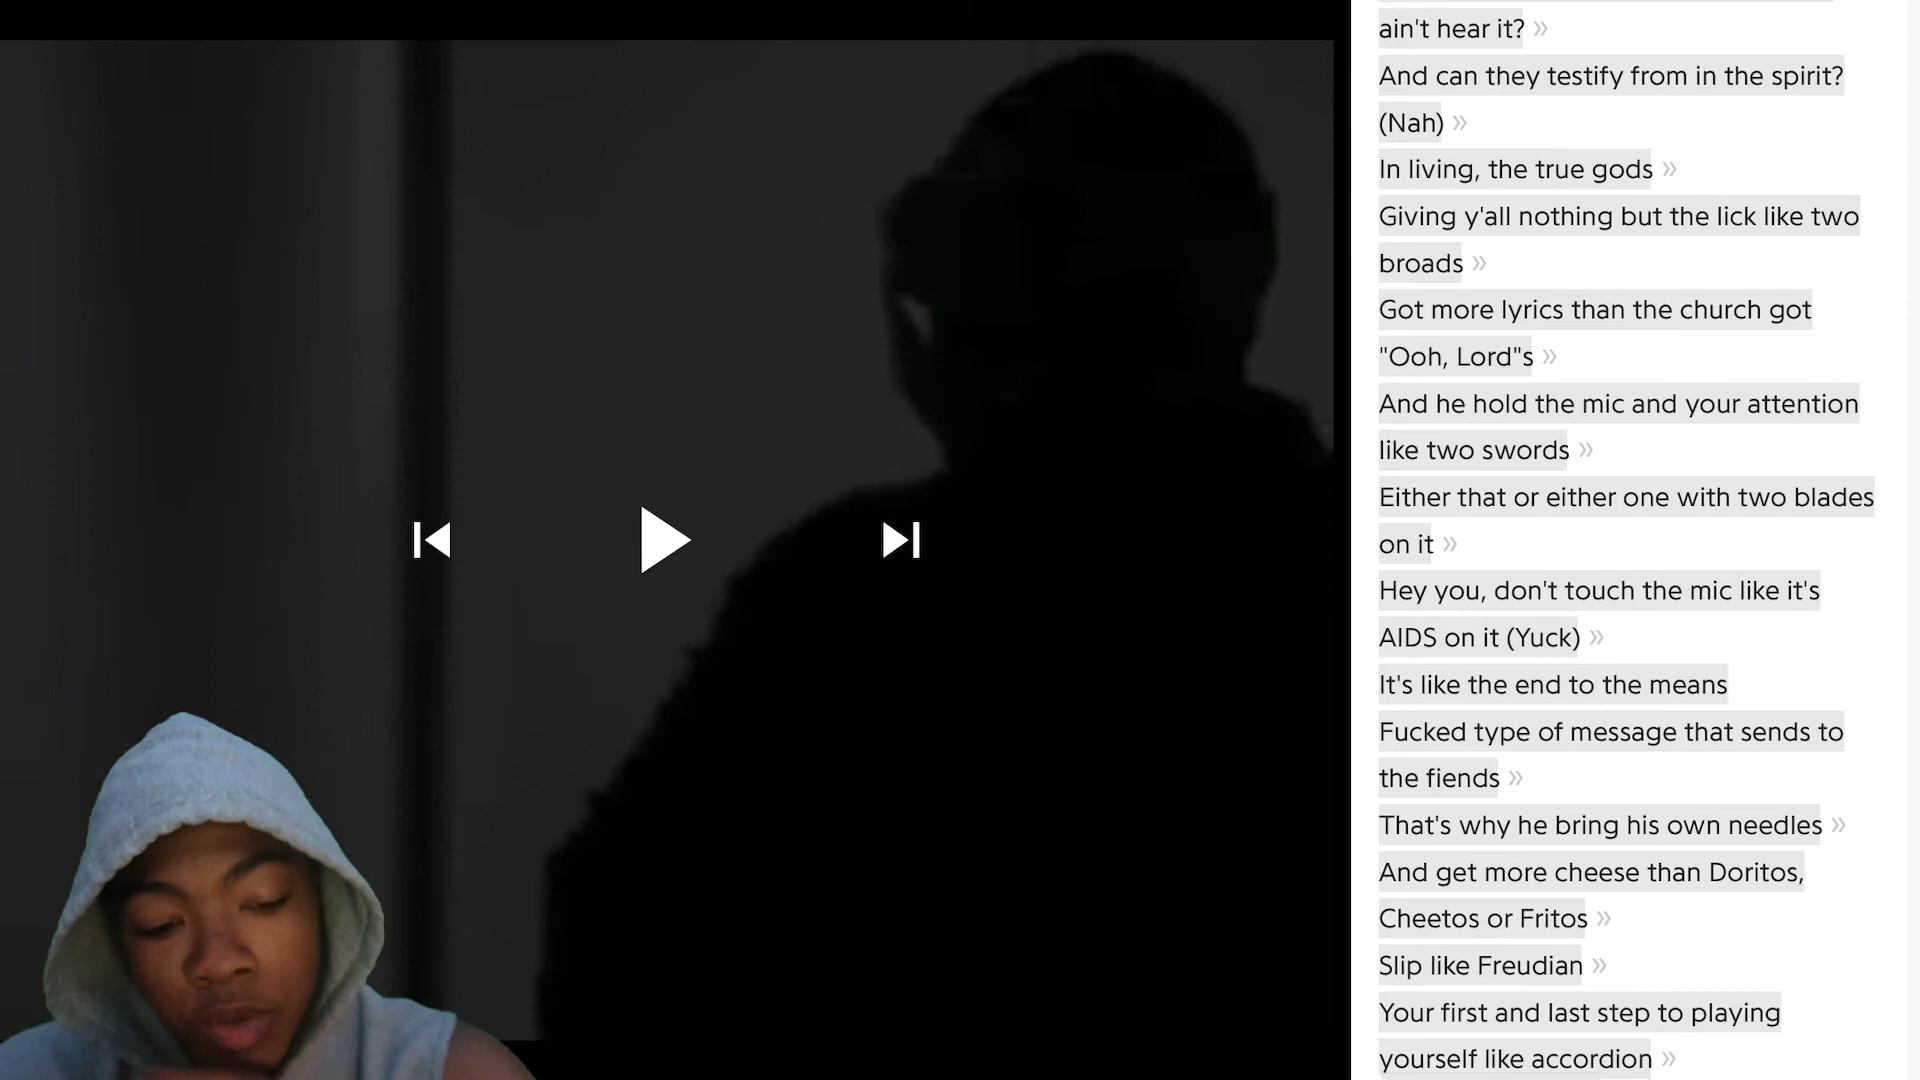 ain't hear it? »
And can they testify from in the spirit?
(Nah) »
In living, the true gods »
Giving y'all nothing but the lick like two
broads »
Got more lyrics than the church got
"Ooh, Lord"s »
And he hold the mic and your attention
like two swords »
Either that or either one with two blades
on it »
Hey you, don't touch the mic like it's
AIDS on it (Yuck) »
It's like the end to the means
Fucked type of message that sends to
the fiends »
That's why he bring his own needles »
And get more cheese than Doritos,
Cheetos or Fritos »
Slip like Freudian »
Your first and last step to playing
yourself like accordion »